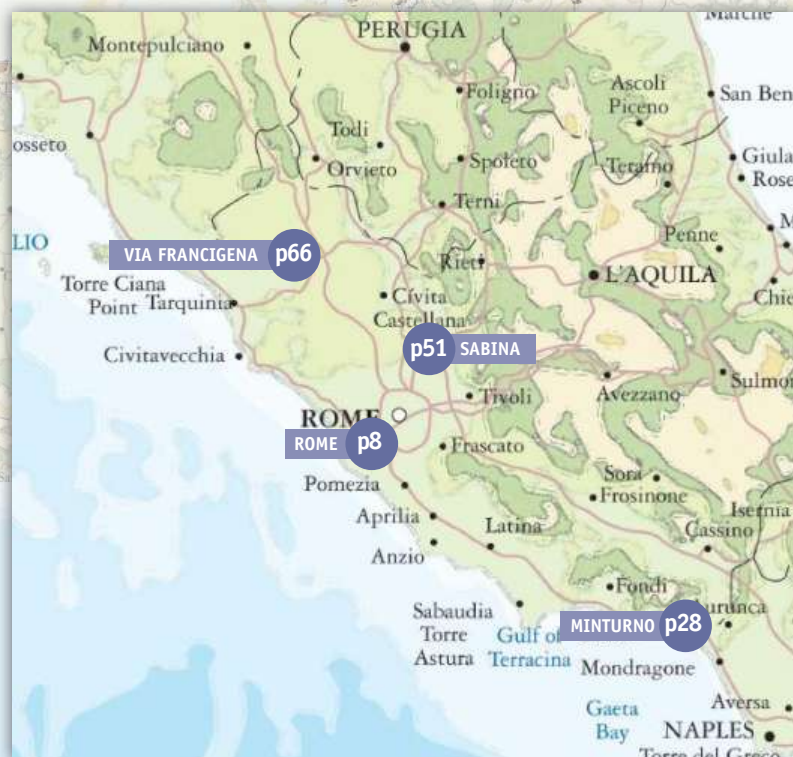 Marche
PERUGIA
Montepulciano
Foligno
Ascoli
Piceno
San Ben
Todi
osseto
Orvieto
Spoleto
Teramo
Giula
Rose
Terni
LIO
VIA FRANCIGENA p66
Rieti
Penne
M
L'AQUILA
Torre Ciana
Point
Tarquinia
Cívita
Castellana
Chie
p51 SABINA
Civitavecchia
Tivoli
Avezzano
Sulmo
ROME
ROME p8
Frascato
Pomezia
Sora
Frosinone
Aprilia
Latina
Isernia
Cassino
Anzio
Fondi
Sabaudia
Torre
Astura
Gulf of
Terracina
MINTURNO p28
urunca
Mondragone
Gaeta
Bay
Aversa
NAPLES
Torre del Greco